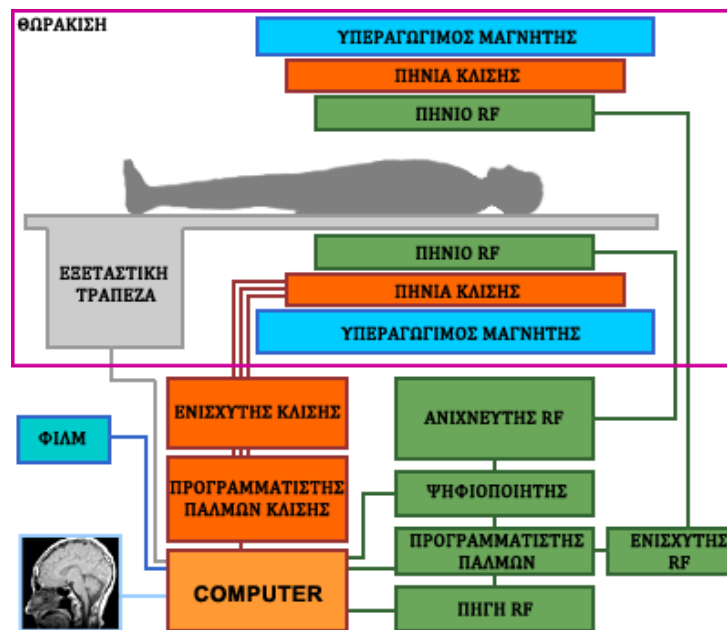 ΘΩΡΑΚΙΣΗ
ΥΠΕΡΑΓΩΓΙΜΟΣ ΜΑΓΝΗΤΗΣ
ΠΗΝΙΑ ΚΛΙΣΗΣ
ΠΗΝΙΟ RF
ΠΗΝΙΟ RF
ΕΞΕΤΑΣΤΙΚΗ
ΤΡΑΠΕΖΑ
ΠΗΝΙΑ ΚΛΙΣΗΣ
ΥΠΕΡΑΓΩΓΙΜΟΣ ΜΑΓΝΗΤΗΣ
ΕΝΙΣΧΥΤΗΣ ΚΛΙΣΗΣ
ΑΝΙΧΝΕΥΤΗΣ RF
ΦΙΛΜ
ΠΡΟΓΡΑΜΜΑΤΙΣΤΗΣ
ΠΑΛΜΩΝ ΚΛΙΣΗΣ
ΨΗΦΙΟΠΟΙΗΤΗΣ
ΠΡΟΓΡΑΜΜΑΤΙΣΤΗΣ
ΠΑΛΜΩΝ
ΕΝΙΣΧΥΤΗΣ
RF
COMPUTER
ΠΗΓΗ RF